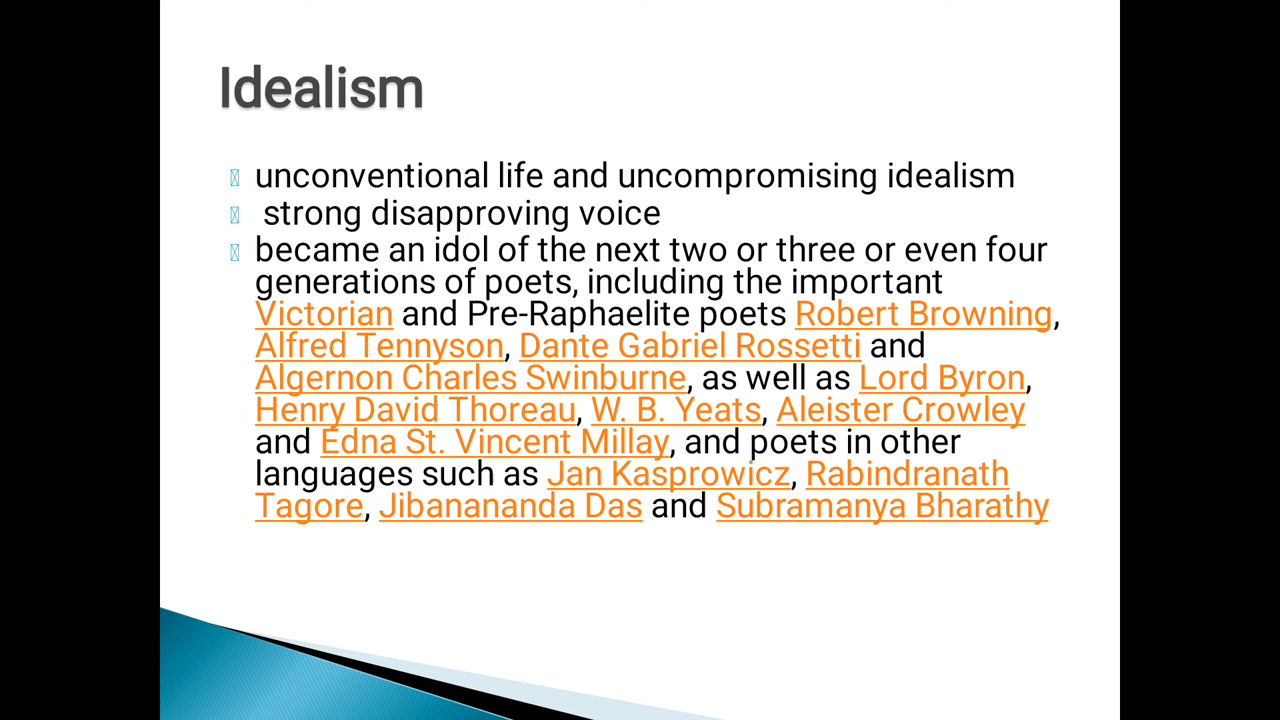 Idealism
unconventional life and uncompromising idealism
strong disapproving voice
became an idol of the next two or three or even four
generations of poets, including the important
Victorian and Pre-Raphaelite poets Robert Browning,
Alfred Tennyson, Dante Gabriel Rossetti and
Algernon Charles Swinburne, as well as Lord Byron,
Henry David Thoreau, W. B. Yeats, Aleister Crowley
and Edna St. Vincent Millay, and poets in other
languages such as Jan Kasprowicz, Rabindranath
Tagore, Jibanananda Das and Subramanya Bharathy